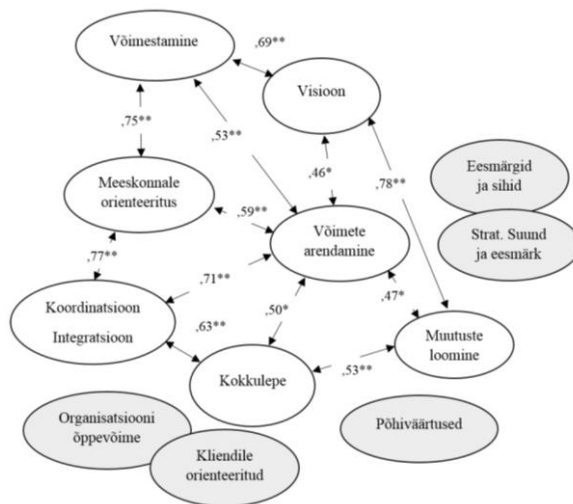 Võimestamine
,69**
Visioon
,75**
,53**
,46*
,78**
Eesmärgid
ja sihid
Meeskonnale
orienteeritus
,59**
Võimete
arendamine
Strat. Suund
ja eesmärk
,77**
,71**
,47*
Koordinatsioon
Integratsioon
,63**
,50*
Muutuste
loomine
Kokkulepe
,53**
Organisatsiooni
õppevõime
Põhiväärtused
Kliendile
orienteeritud